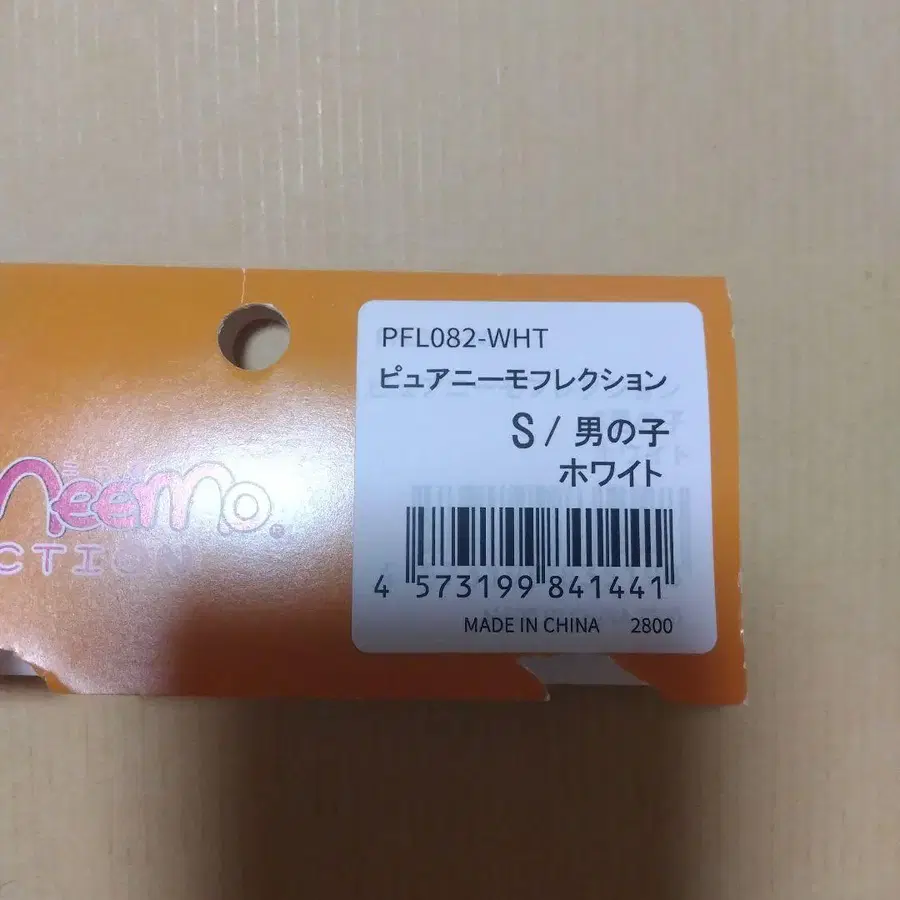 PFL082-WHT
ピュアニーモフレクション
S / 男の子
ホワイト
4 573199 841441
MADE IN CHINA 2800
neemo®
CTION